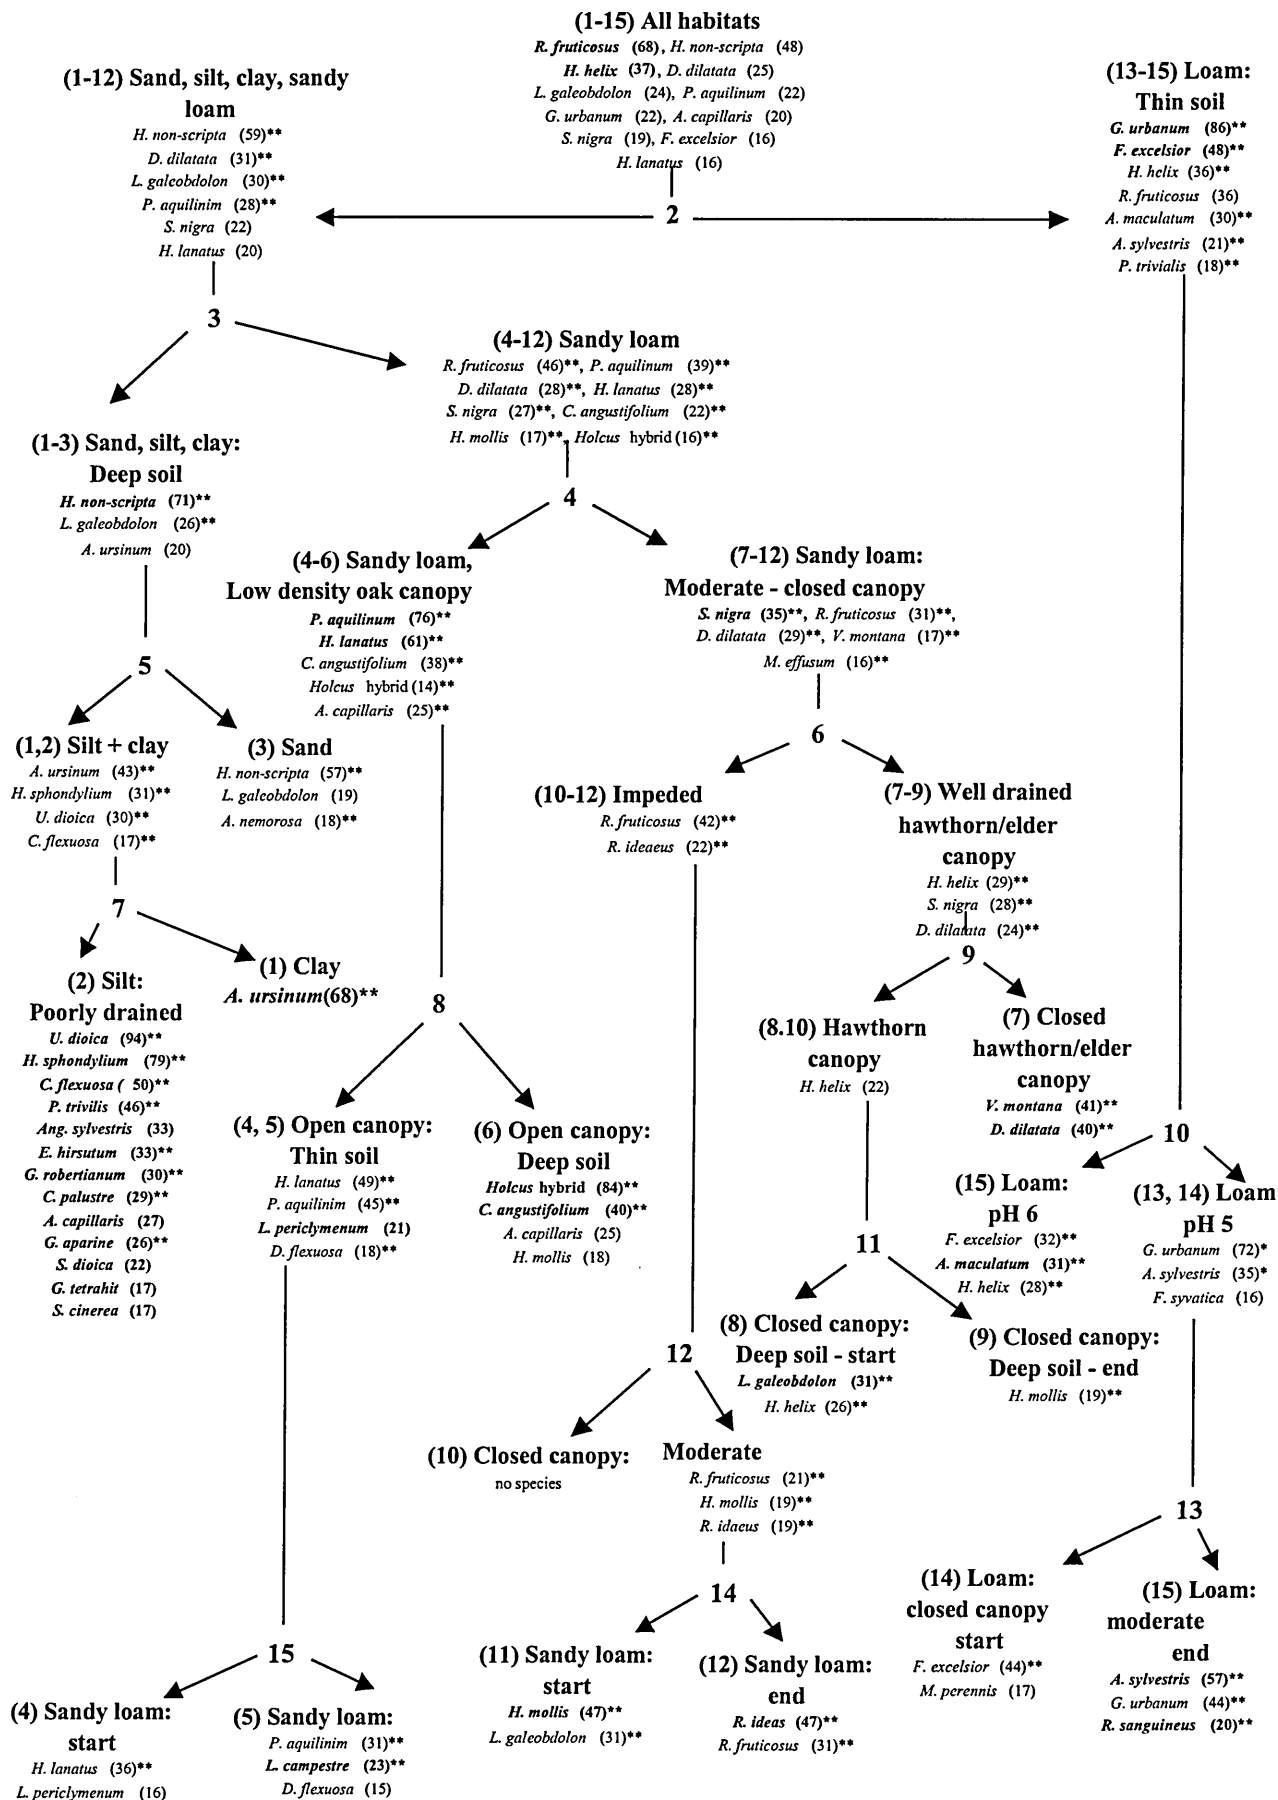 (1-15) All habitats
R. fruticosus (68), H. non-scripta (48)
H. helix (37), D. dilatata (25)
L. galeobdolon (24), P. aquilinum (22)
G. urbanum (22), A. capillaris (20)
S. nigra (19), F. excelsior (16)
H. lanatus (16)
2
(1-12) Sand, silt, clay, sandy
loam
H. non-scripta (59)**
D. dilatata (31)**
L. galeobdolon (30)**
P. aquilinim (28)**
S. nigra (22)
H. lanatus (20)
3
(13-15) Loam:
Thin soil
G. urbanum (86)**
F. excelsior (48)**
H. helix (36)**
R. fruticosus (36)
A. maculatum (30)**
A. sylvestris (21)**
P. trivialis (18)**
(4-12) Sandy loam
R. fruticosus (46)**, P. aquilinum (39)**
D. dilatata (28)**, H. lanatus (28)**
S. nigra (27)**, C. angustifolium (22)**
H. mollis (17)**, Holcus hybrid (16)**
4
(1-3) Sand, silt, clay:
Deep soil
H. non-scripta (71)**
L. galeobdolon (26)**
A. ursinum (20)
5
(4-6) Sandy loam,
Low density oak canopy
P. aquilinum (76)**
H. lanatus (61)**
C. angustifolium (38)**
Holcus hybrid (14)**
A. capillaris (25)**
(7-12) Sandy loam:
Moderate - closed canopy
S. nigra (35)**, R. fruticosus (31)**,
D. dilatata (29)**, V. montana (17)**
M. effusum (16)**
6
(1,2) Silt + clay
A. ursinum (43)**
H. sphondylium (31)**
U. dioica (30)**
C. flexuosa (17)**
7
(3) Sand
H. non-scripta (57)**
L. galeobdolon (19)
A. nemorosa (18)**
(10-12) Impeded
R. fruticosus (42)**
R. ideaeus (22)**
(7-9) Well drained
hawthorn/elder
canopy
H. helix (29)**
S. nigra (28)**
D. dilatata (24)**
9
(2) Silt:
Poorly drained
U. dioica (94)**
H. sphondylium (79)**
C. flexuosa ( 50)**
P. trivilis (46)**
Ang. sylvestris (33)
E. hirsutum (33)**
G. robertianum (30)**
C. palustre (29)**
A. capillaris (27)
G. aparine (26)**
S. dioica (22)
G. tetrahit (17)
S. cinerea (17)
(1) Clay
A. ursinum(68)**
8
(8.10) Hawthorn
canopy
H. helix (22)
(7) Closed
hawthorn/elder
canopy
V. montana (41)**
D. dilatata (40)**
10
(4, 5) Open canopy:
Thin soil
H. lanatus (49)**
P. aquilinim (45)**
L. periclymenum (21)
D. flexuosa (18)**
(6) Open canopy:
Deep soil
Holcus hybrid (84)**
C. angustifolium (40)**
A. capillaris (25)
H. mollis (18)
11
(15) Loam:
pH 6
F. excelsior (32)**
A. maculatum (31)**
H. helix (28)**
(13, 14) Loam
pH 5
G. urbanum (72)*
A. sylvestris (35)*
F. syvatica (16)
12
(8) Closed canopy:
Deep soil - start
L. galeobdolon (31)**
H. helix (26)**
(9) Closed canopy:
Deep soil - end
H. mollis (19)**
(10) Closed canopy:
no species
Moderate
R. fruticosus (21)**
H. mollis (19)**
R. idaeus (19)**
14
13
(14) Loam:
closed canopy
start
F. excelsior (44)**
M. perennis (17)
(15) Loam:
moderate
end
A. sylvestris (57)**
G. urbanum (44)**
R. sanguineus (20)**
15
(11) Sandy loam:
start
H. mollis (47)**
L. galeobdolon (31)**
(12) Sandy loam:
end
R. ideas (47)**
R. fruticosus (31)**
(4) Sandy loam:
start
H. lanatus (36)**
L. periclymenum (16)
(5) Sandy loam:
P. aquilinim (31)**
L. campestre (23)**
D. flexuosa (15)